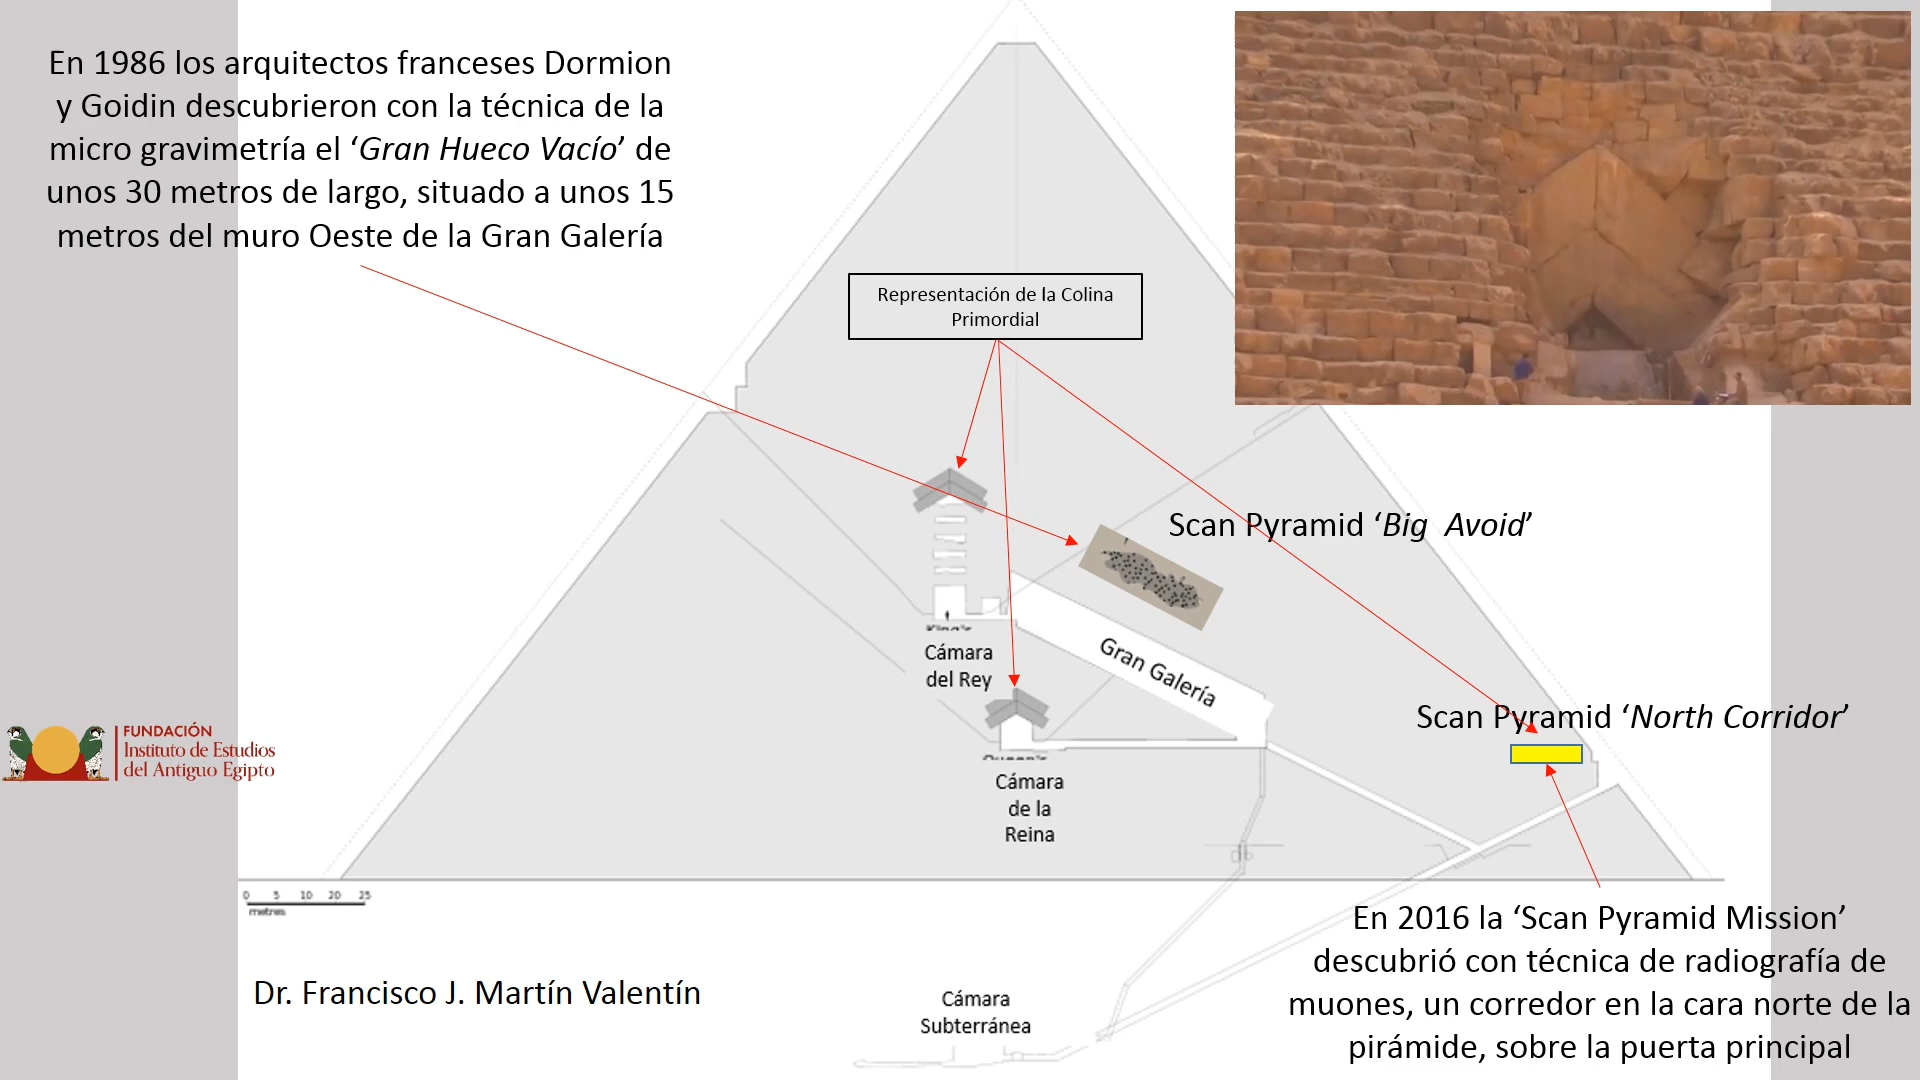 En 1986 los arquitectos franceses Dormion
y Goidin descubrieron con la técnica de la
micro gravimetría el ‘Gran Hueco Vacío’ de
unos 30 metros de largo, situado a unos 15
metros del muro Oeste de la Gran Galería
Representación de la Colina
Primordial
Scan Pyramid ‘Big Avoid’
Cámara
del Rey
Gran Galería
Scan Pyramid ‘North Corridor’
FUNDACIÓN
Instituto de Estudios
del Antiguo Egipto
Cámara
de la
Reina
0 5 10 20 25
metres
En 2016 la ‘Scan Pyramid Mission’
descubrió con técnica de radiografía de
muones, un corredor en la cara norte de la
pirámide, sobre la puerta principal
Dr. Francisco J. Martín Valentín
Cámara
Subterránea